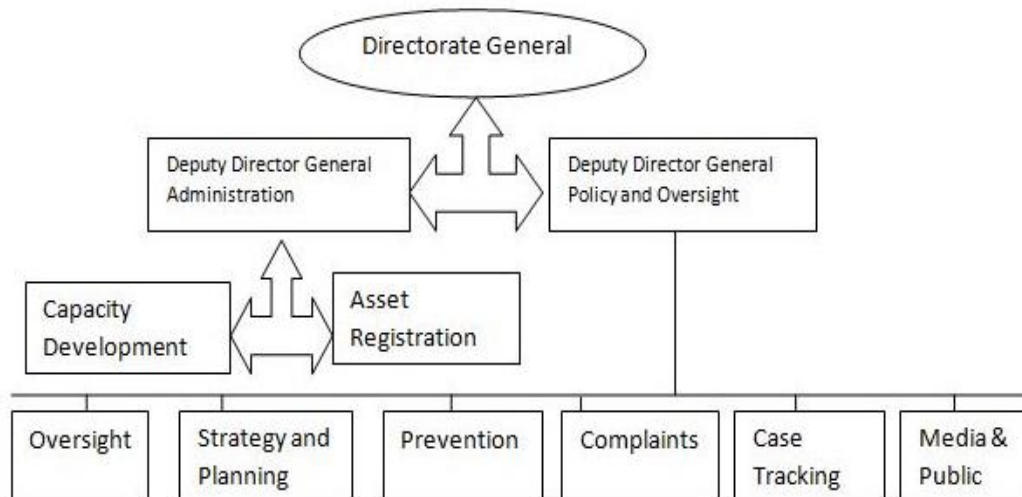 Directorate General
Deputy Director General
Administration
Deputy Director General
Policy and Oversight
Capacity
Development
Asset
Registration
Oversight
Strategy and
Planning
Prevention
Complaints
Case
Tracking
Media &
Public